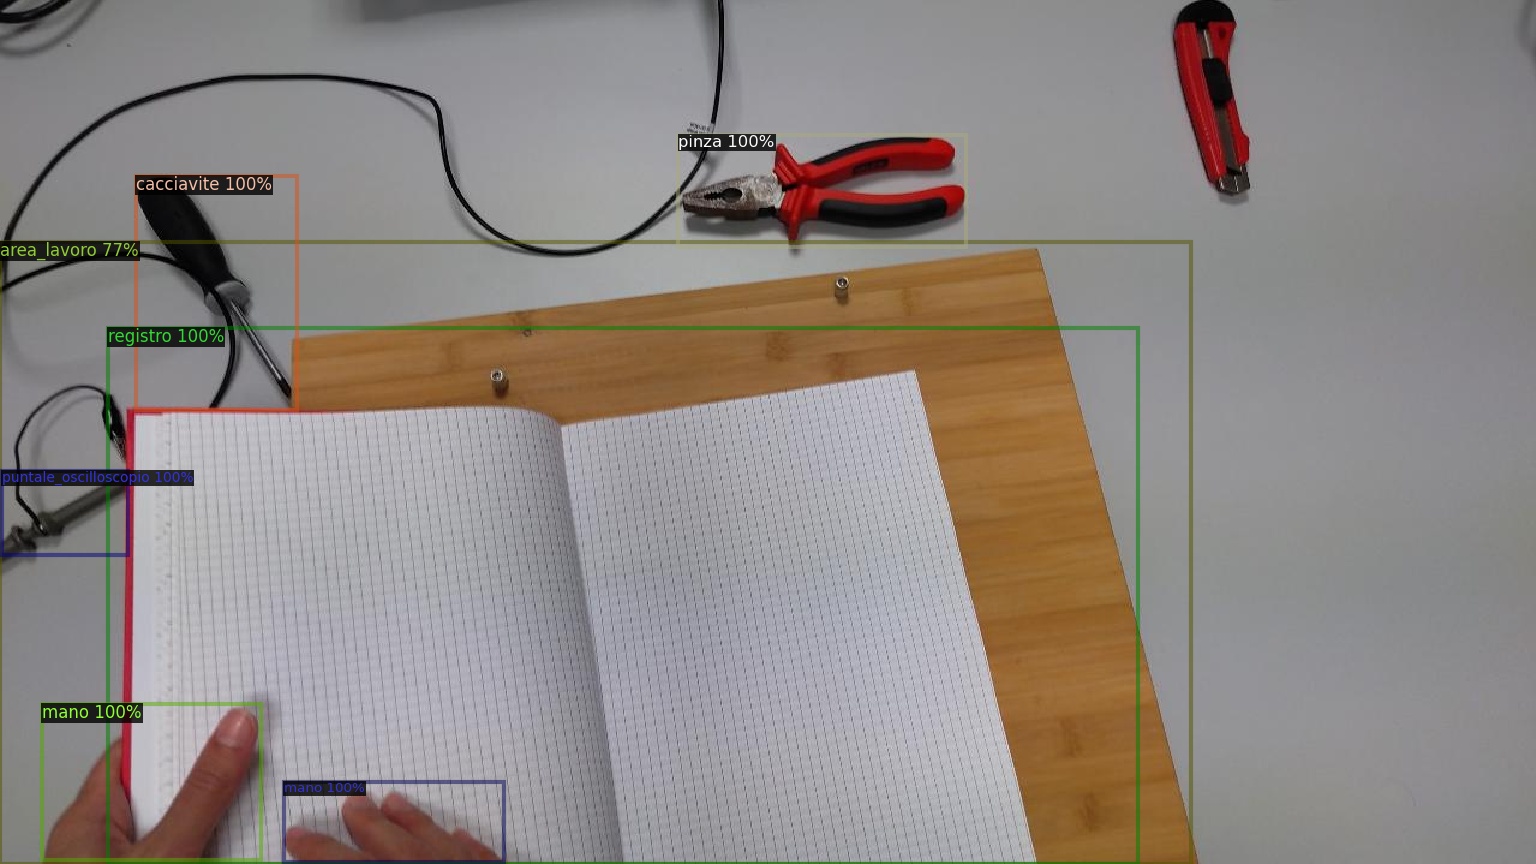 pinza 100%
cacciavite 100%
area_lavoro 77%
registro 100%
puntale_oscilloscopio 100%
mano 100%
mano 100%